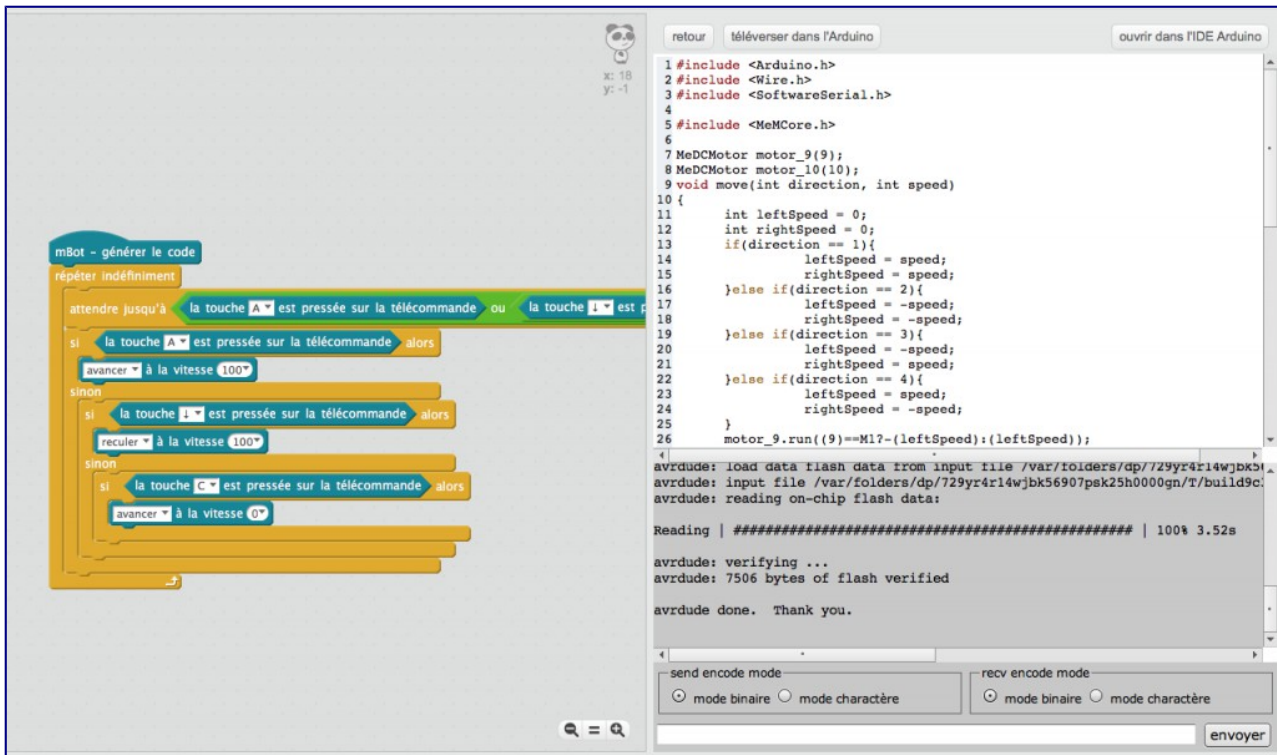 x: 18
y: -1
mBot - générer le code
répéter indéfiniment
attendre jusqu'à la touche A est pressée sur la télécommande ou la touche ↓ est
si la touche A est pressée sur la télécommande alors
avancer à la vitesse 100
sinon
si la touche ↓ est pressée sur la télécommande alors
reculer à la vitesse 100
sinon
si la touche C est pressée sur la télécommande alors
avancer à la vitesse 0
retour téléverser dans l'Arduino ouvrir dans l'IDE Arduino
1 #include <Arduino.h>
2 #include <Wire.h>
3 #include <SoftwareSerial.h>
4
5 #include <MeMCore.h>
6
7 MeDCMotor motor_9(9);
8 MeDCMotor motor_10(10);
9 void move(int direction, int speed)
10 {
11 int leftSpeed = 0;
12 int rightSpeed = 0;
13 if(direction == 1){
14 leftSpeed = speed;
15 rightSpeed = speed;
16 }else if(direction == 2){
17 leftSpeed = -speed;
18 rightSpeed = -speed;
19 }else if(direction == 3){
20 leftSpeed = -speed;
21 rightSpeed = speed;
22 }else if(direction == 4){
23 leftSpeed = speed;
24 rightSpeed = -speed;
25 }
26 motor_9.run((9)==M1?-(leftSpeed):(leftSpeed));
avrdude: load data flash data from input file /var/folders/dp/729yr4r14wjbk5
avrdude: input file /var/folders/dp/729yr4r14wjbk56907psk25h0000gn/T/build9c
avrdude: reading on-chip flash data:
Reading | ################################################## | 100% 3.52s
avrdude: verifying ...
avrdude: 7506 bytes of flash verified
avrdude done. Thank you.
send encode mode recv encode mode
mode binaire mode charactère mode binaire mode charactère
envoyer